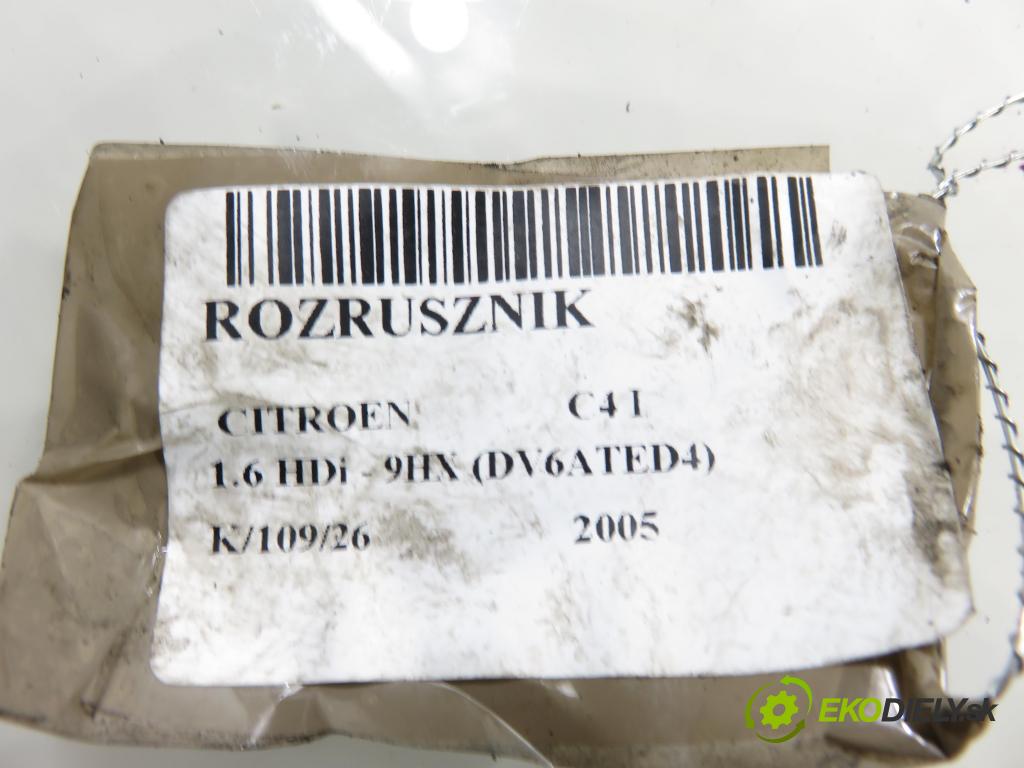 ROZRUSZNIK
CITROEN C4 I
1.6 HDi - 9HX (DV6ATED4)
K/109/26 2005
EKODIELY.sk